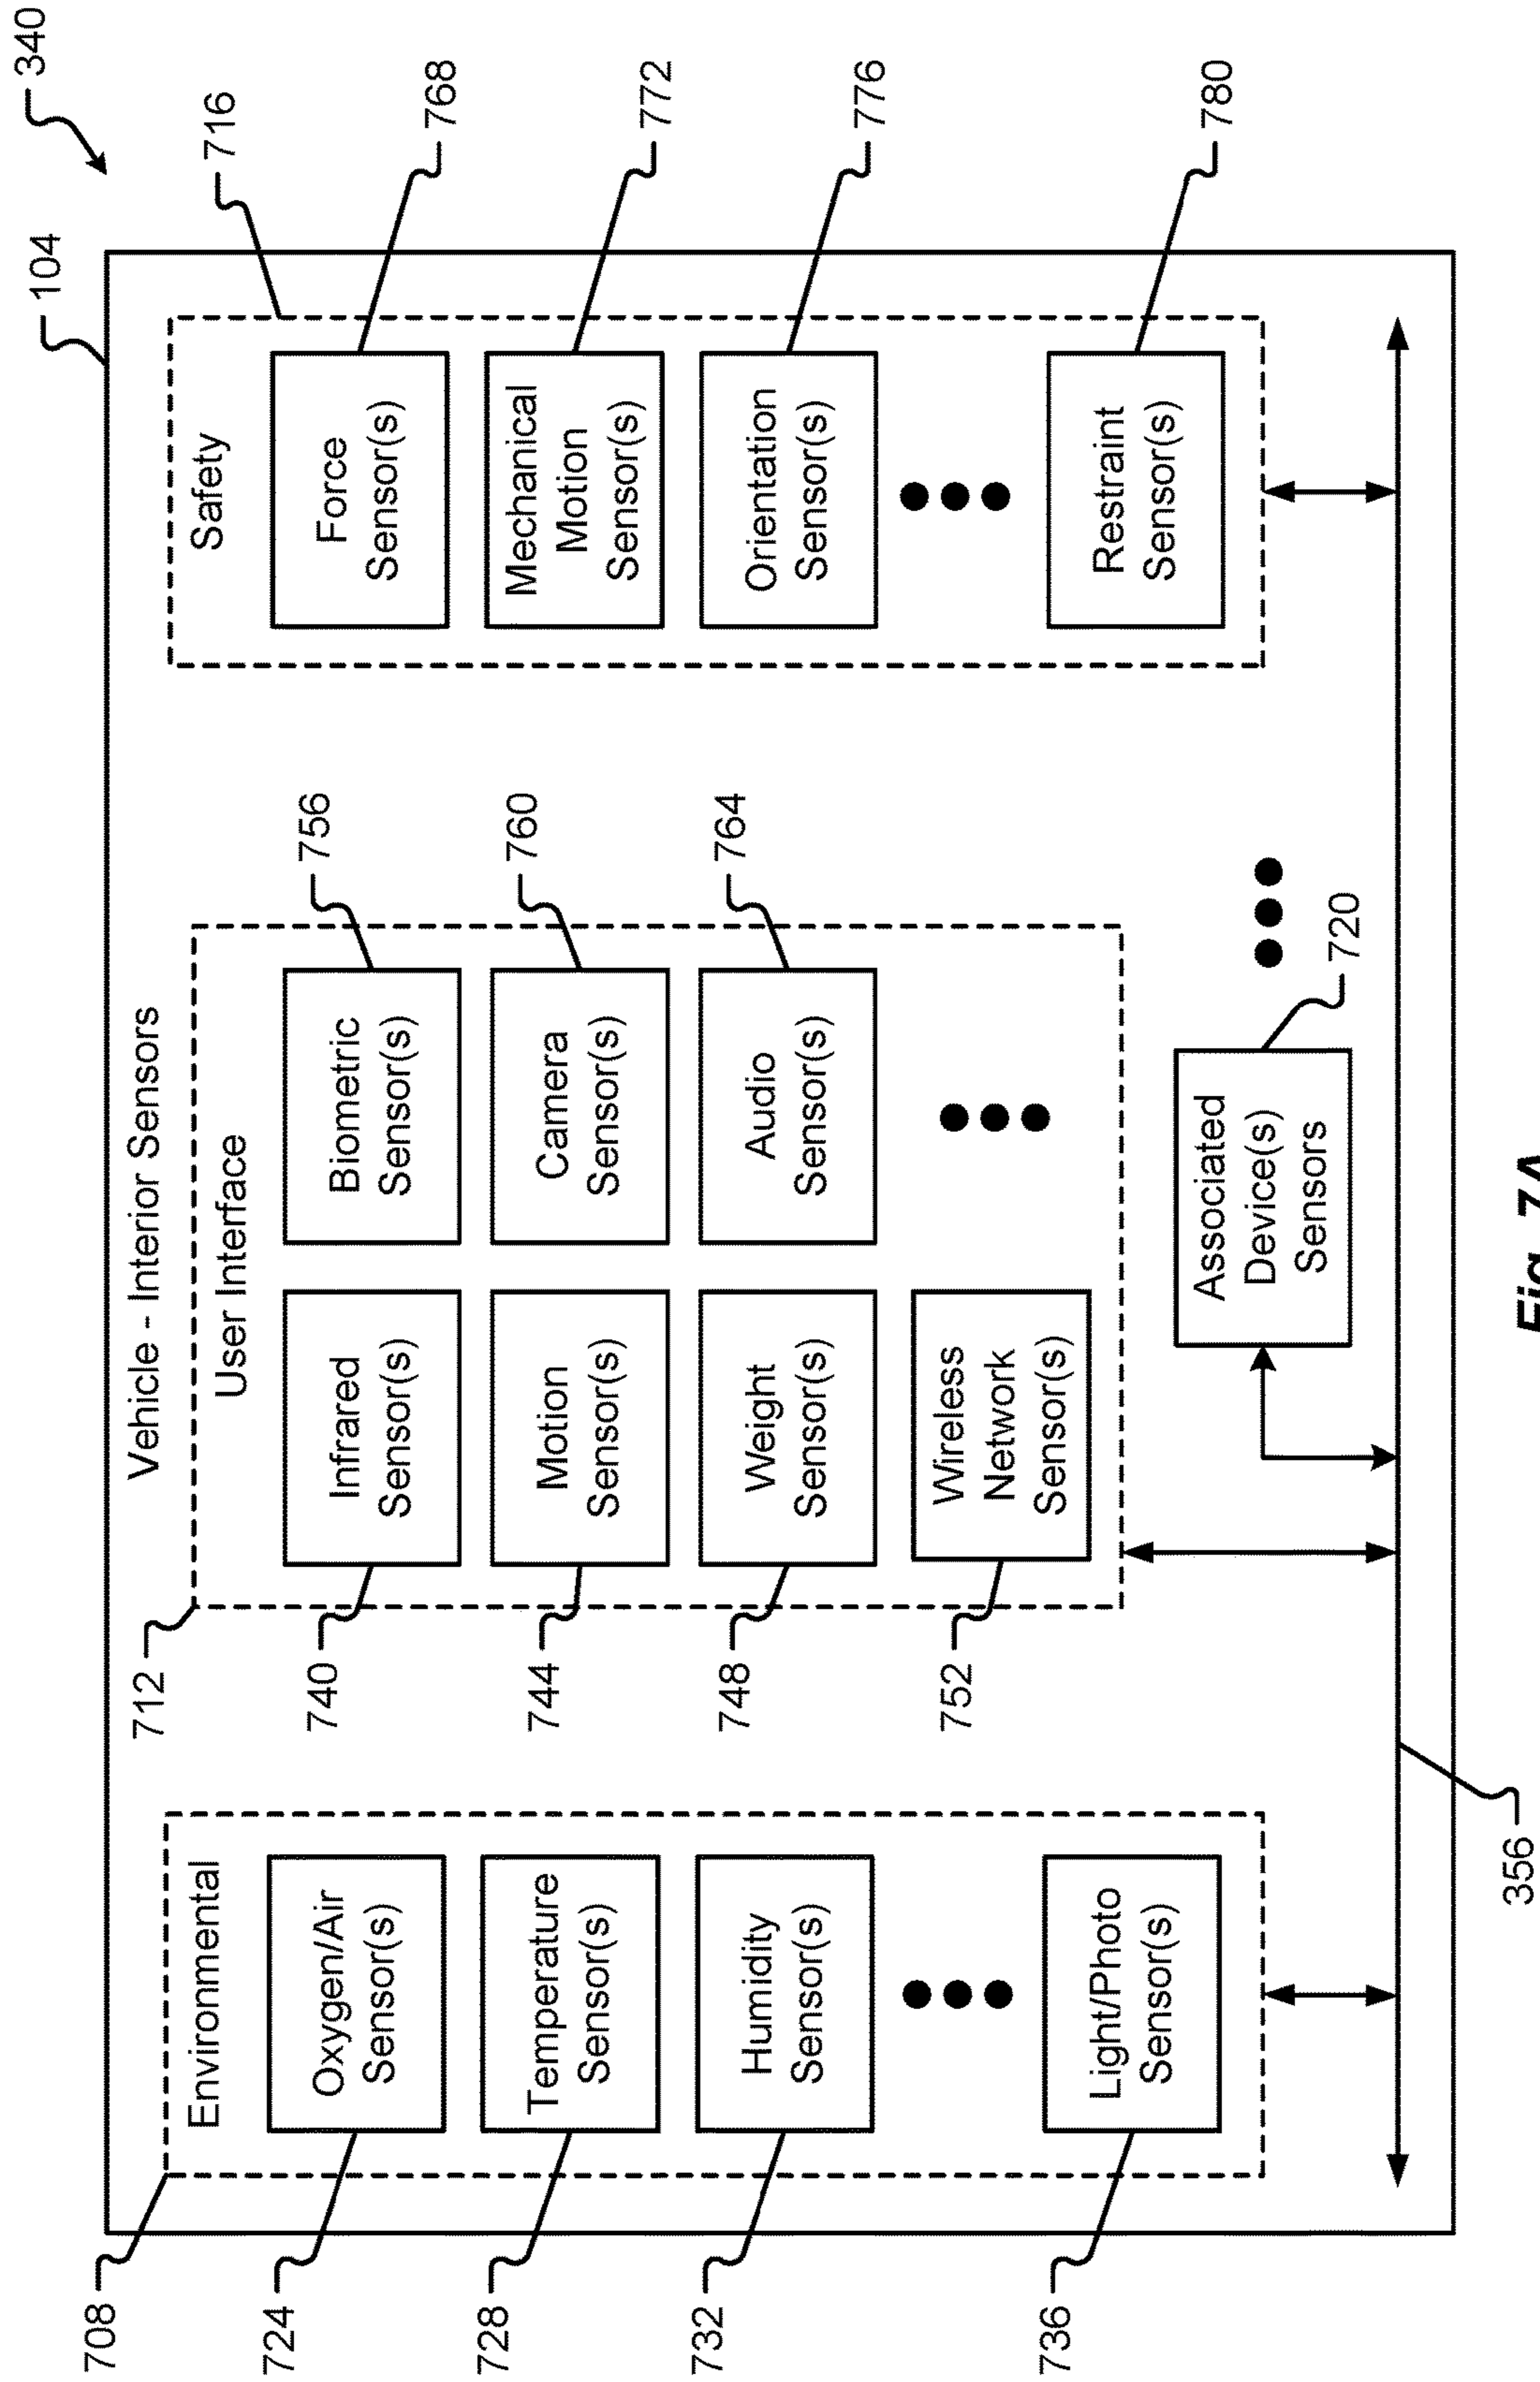 340
104
Vehicle - Interior Sensors
708
Environmental
724
Oxygen/Air
Sensor(s)
728
Temperature
Sensor(s)
732
Humidity
Sensor(s)
736
Light/Photo
Sensor(s)
712
User Interface
740
Infrared
Sensor(s)
756
Biometric
Sensor(s)
744
Motion
Sensor(s)
760
Camera
Sensor(s)
748
Weight
Sensor(s)
764
Audio
Sensor(s)
752
Wireless
Network
Sensor(s)
716
Safety
768
Force
Sensor(s)
772
Mechanical
Motion
Sensor(s)
776
Orientation
Sensor(s)
780
Restraint
Sensor(s)
720
Associated
Device(s)
Sensors
356
Fig. 7A